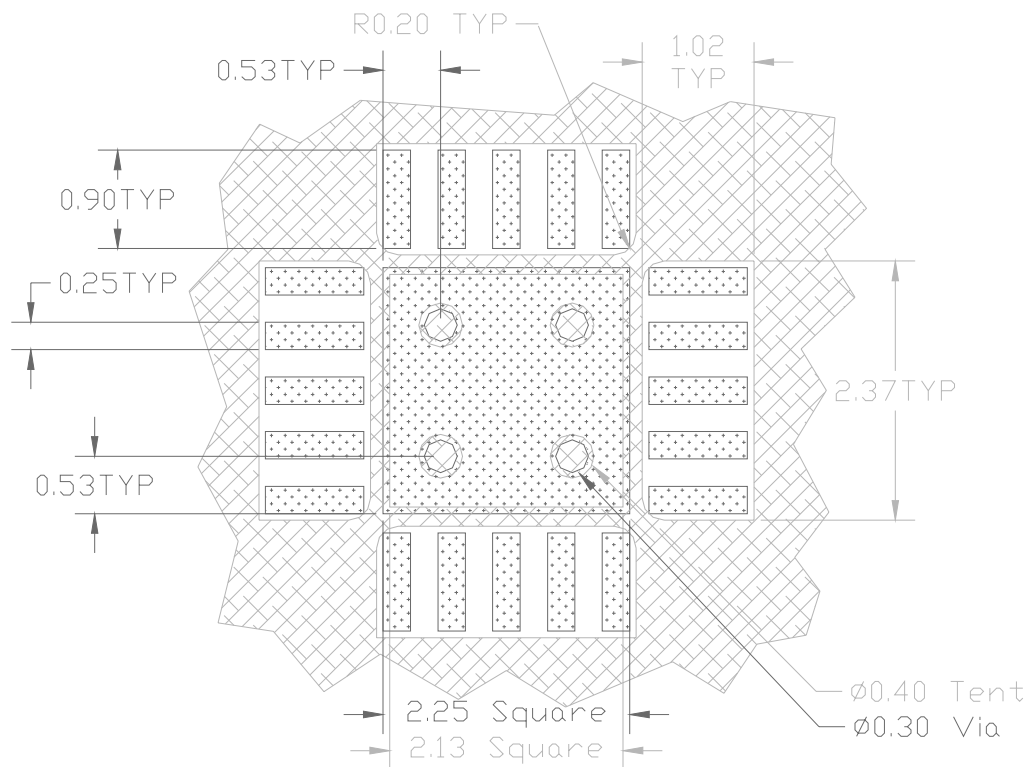 R0.20 TYP
1.02
TYP
0.53TYP
0.90TYP
0.25TYP
2.37TYP
0.53TYP
ø0.40 Tent
2.25 Square
ø0.30 Via
2.13 Square